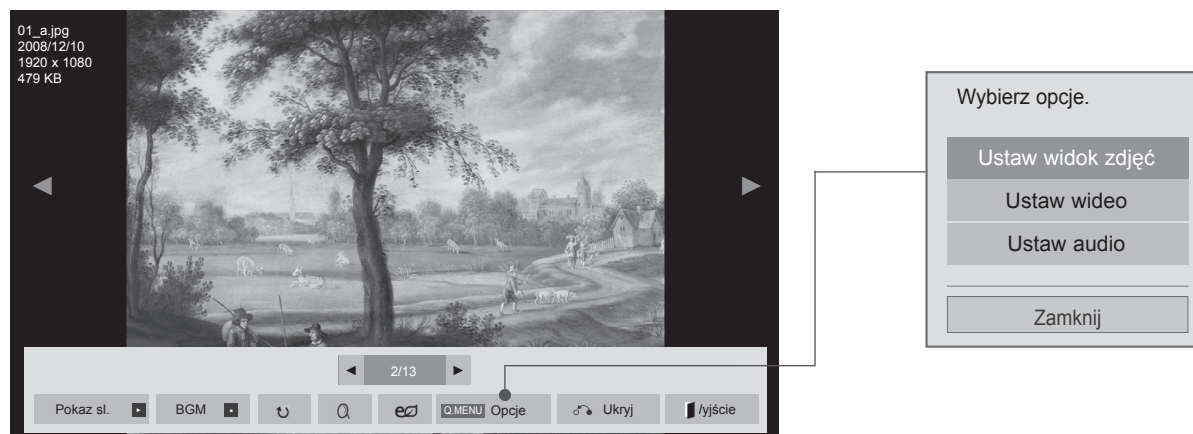 01_a.jpg
2008/12/10
1920 x 1080
479 KB
2/13
Pokaz sl.
BGM
Q.MENU Opcje
Ukryj
/yjście
Wybierz opcje.
Ustaw widok zdjęć
Ustaw wideo
Ustaw audio
Zamknij